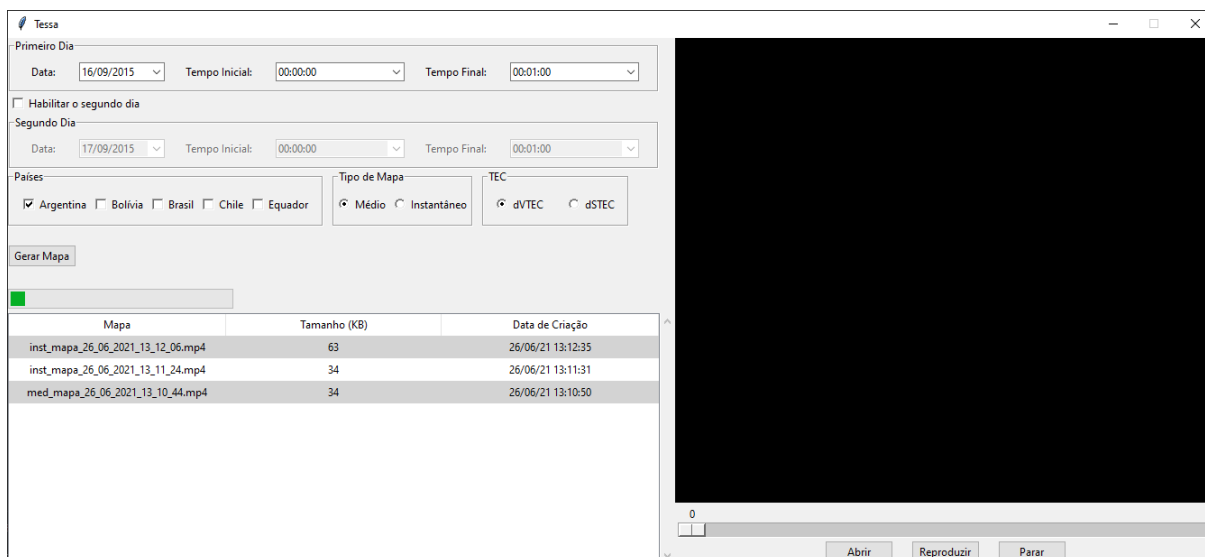 Tessa
Primeiro Dia
Data: 16/09/2015 Tempo Inicial: 00:00:00 Tempo Final: 00:01:00
Habilitar o segundo dia
Segundo Dia
Data: 17/09/2015 Tempo Inicial: 00:00:00 Tempo Final: 00:01:00
Países Tipo de Mapa TEC
Argentina Bolívia Brasil Chile Equador Médio Instantâneo dVTEC dSTEC
Gerar Mapa
Mapa Tamanho (KB) Data de Criação
inst_mapa_26_06_2021_13_12_06.mp4 63 26/06/21 13:12:35
inst_mapa_26_06_2021_13_11_24.mp4 34 26/06/21 13:11:31
med_mapa_26_06_2021_13_10_44.mp4 34 26/06/21 13:10:50
0
Abrir Reproduzir Parar